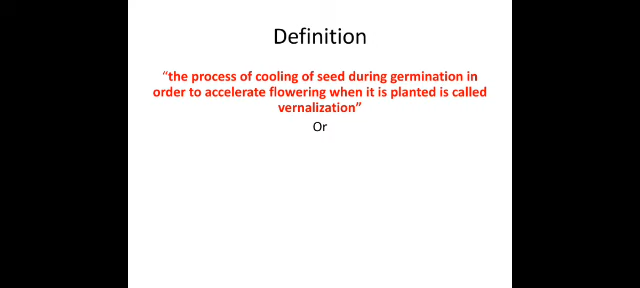 Definition
“the process of cooling of seed during germination in
order to accelerate flowering when it is planted is called
vernalization”
Or